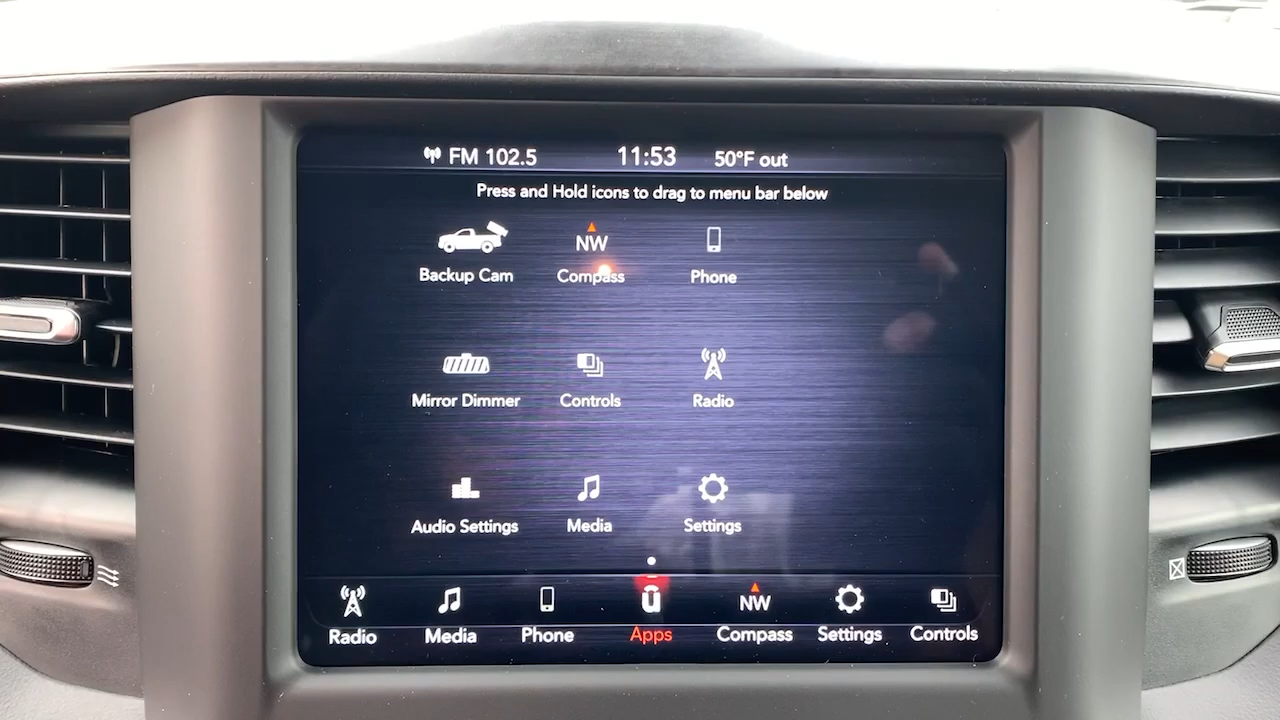 FM 102.5 11:53 50°F out
Press and Hold icons to drag to menu bar below
NW
Backup Cam Compass Phone
Mirror Dimmer Controls Radio
Audio Settings Media Settings
NW
Radio Media Phone Apps Compass Settings Controls